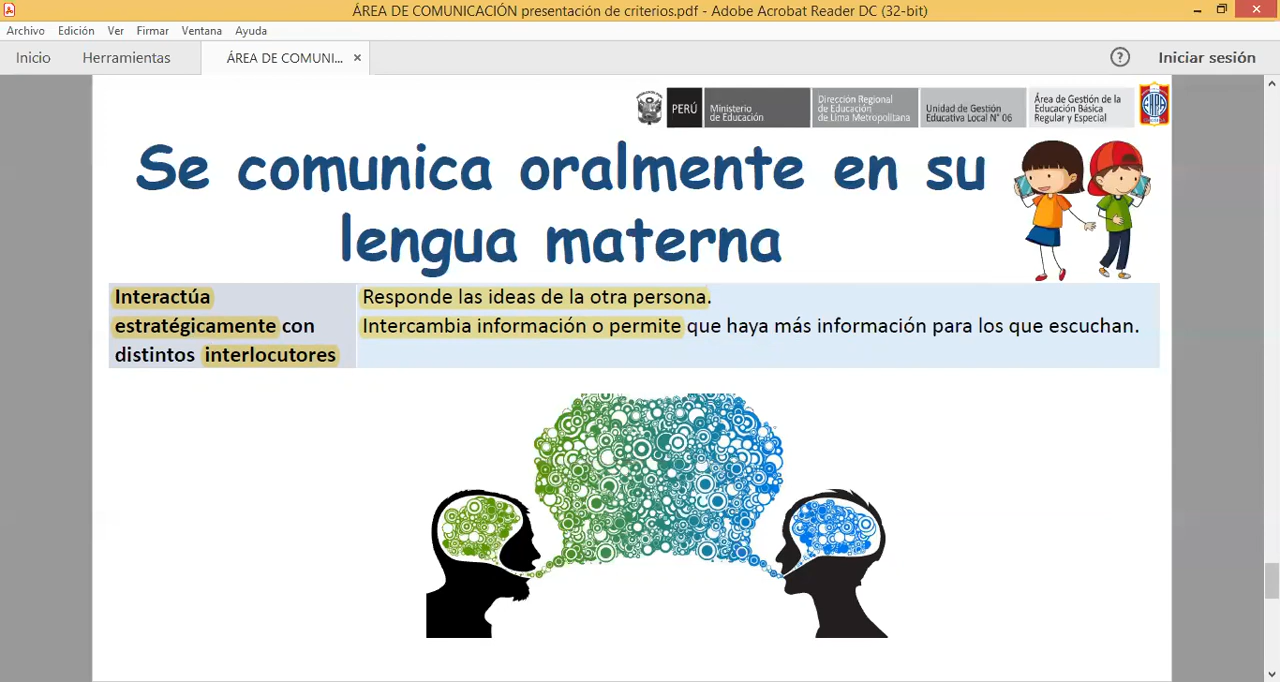 ÁREA DE COMUNICACIÓN presentación de criterios.pdf - Adobe Acrobat Reader DC (32-bit)
Archivo Edición Ver Firmar Ventana Ayuda
Inicio Herramientas ÁREA DE COMUNI... × ? Iniciar sesión
PERÚ
Ministerio
de Educación
Dirección Regional
de Educación
de Lima Metropolitana
Unidad de Gestión
Educativa Local N° 06
Área de Gestión de la
Educación Básica
Regular y Especial
Se comunica oralmente en su
lengua materna
Interactúa
estratégicamente con
distintos interlocutores
Responde las ideas de la otra persona.
Intercambia información o permite que haya más información para los que escuchan.